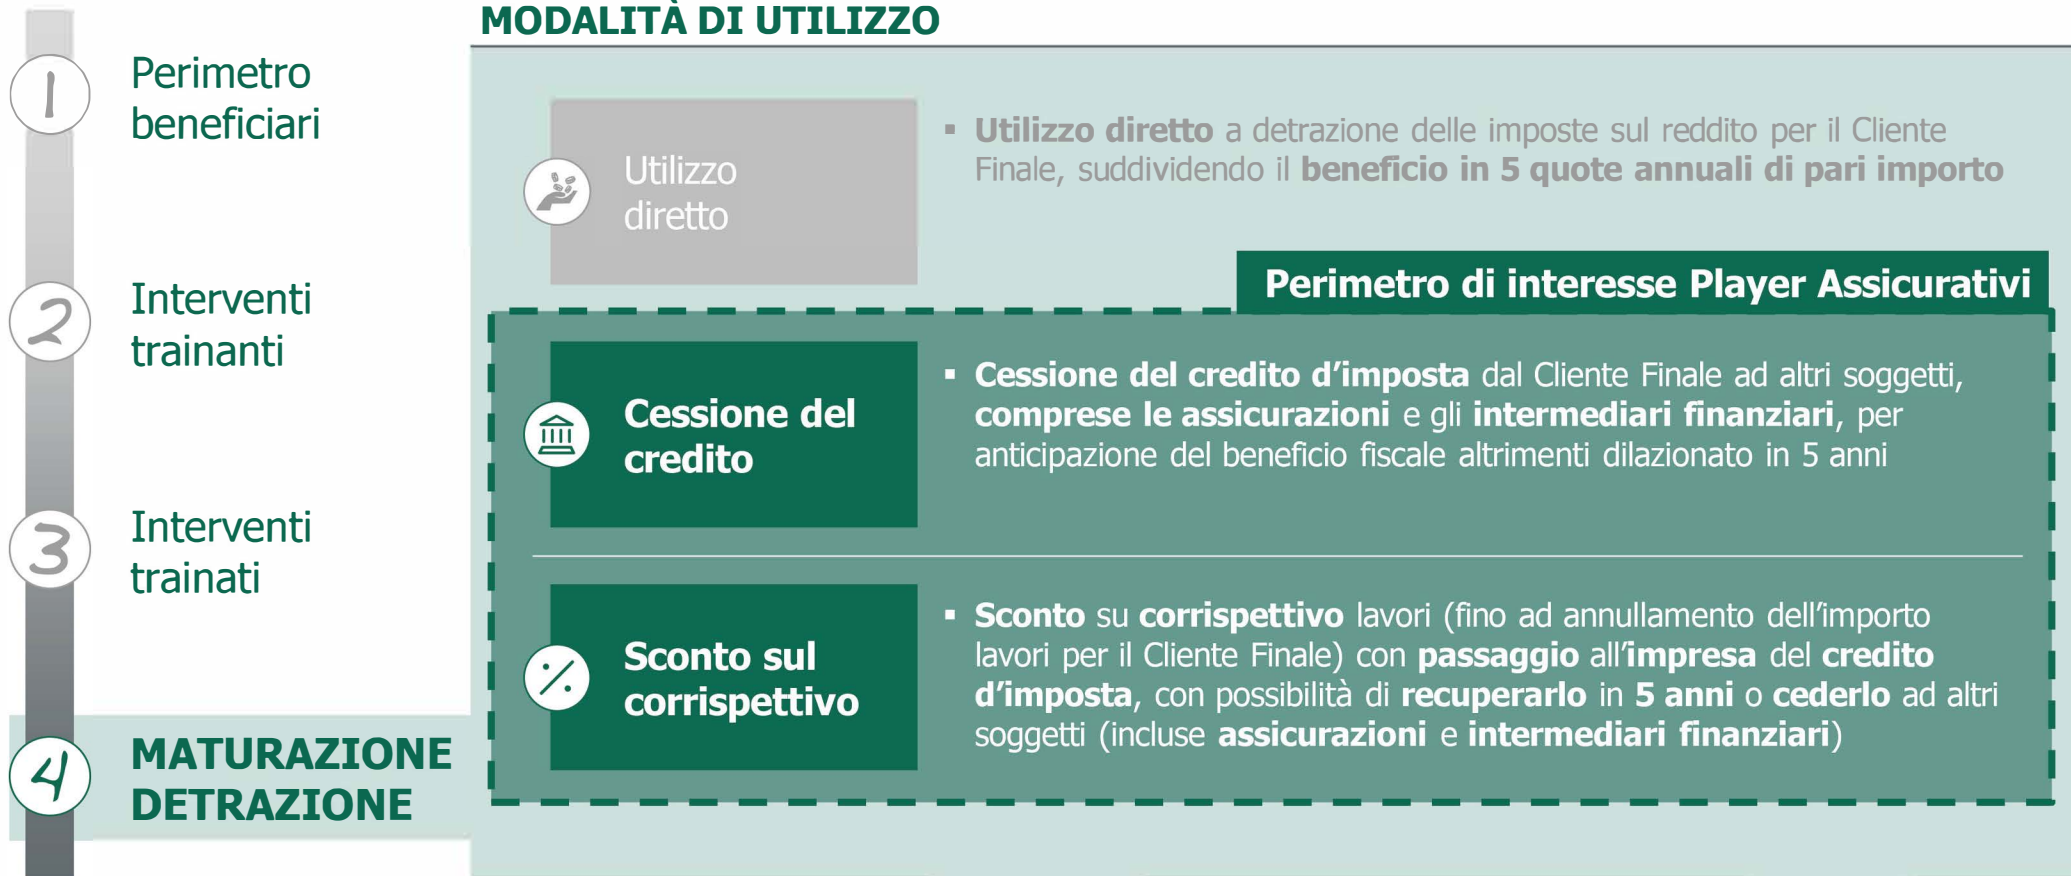 MODALITÀ DI UTILIZZO
1
Perimetro
beneficiari
2
Interventi
trainanti
3
Interventi
trainati
4
MATURAZIONE
DETRAZIONE
Utilizzo
diretto
▪ Utilizzo diretto a detrazione delle imposte sul reddito per il Cliente
Finale, suddividendo il beneficio in 5 quote annuali di pari importo
Perimetro di interesse Player Assicurativi
Cessione del
credito
▪ Cessione del credito d’imposta dal Cliente Finale ad altri soggetti,
comprese le assicurazioni e gli intermediari finanziari, per
anticipazione del beneficio fiscale altrimenti dilazionato in 5 anni
Sconto sul
corrispettivo
▪ Sconto su corrispettivo lavori (fino ad annullamento dell’importo
lavori per il Cliente Finale) con passaggio all’impresa del credito
d’imposta, con possibilità di recuperarlo in 5 anni o cederlo ad altri
soggetti (incluse assicurazioni e intermediari finanziari)